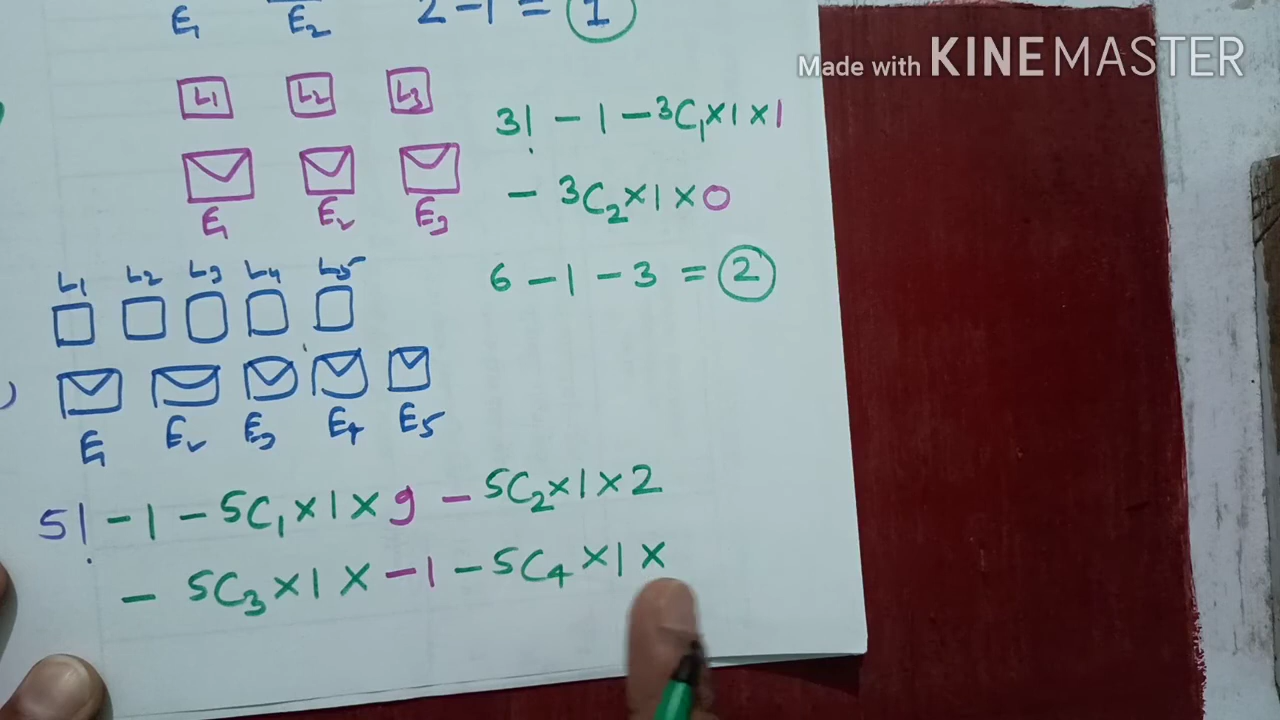 E1 E2 2 - 1 = 1
Made with KINEMASTER
L1 L2 L3
3! - 1 - 3C1 × 1 × 1
E1 E2 E3
- 3C2 × 1 × 0
6 - 1 - 3 = 2
L1 L2 L3 L4 L5
E1 E2 E3 E4 E5
5! - 1 - 5C1 × 1 × 9 - 5C2 × 1 × 2
- 5C3 × 1 × - 1 - 5C4 × 1 ×